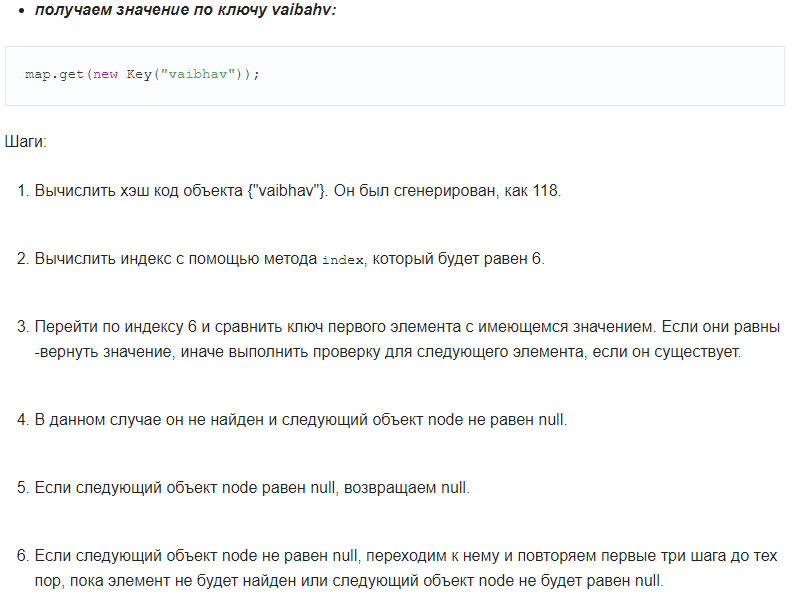 • получаем значение по ключу vaibahv:
map.get(new Key("vaibhav"));
Шаги:
1. Вычислить хэш код объекта {"vaibhav"}. Он был сгенерирован, как 118.
2. Вычислить индекс с помощью метода index, который будет равен 6.
3. Перейти по индексу 6 и сравнить ключ первого элемента с имеющемся значением. Если они равны
-вернуть значение, иначе выполнить проверку для следующего элемента, если он существует.
4. В данном случае он не найден и следующий объект node не равен null.
5. Если следующий объект node равен null, возвращаем null.
6. Если следующий объект node не равен null, переходим к нему и повторяем первые три шага до тех
пор, пока элемент не будет найден или следующий объект node не будет равен null.